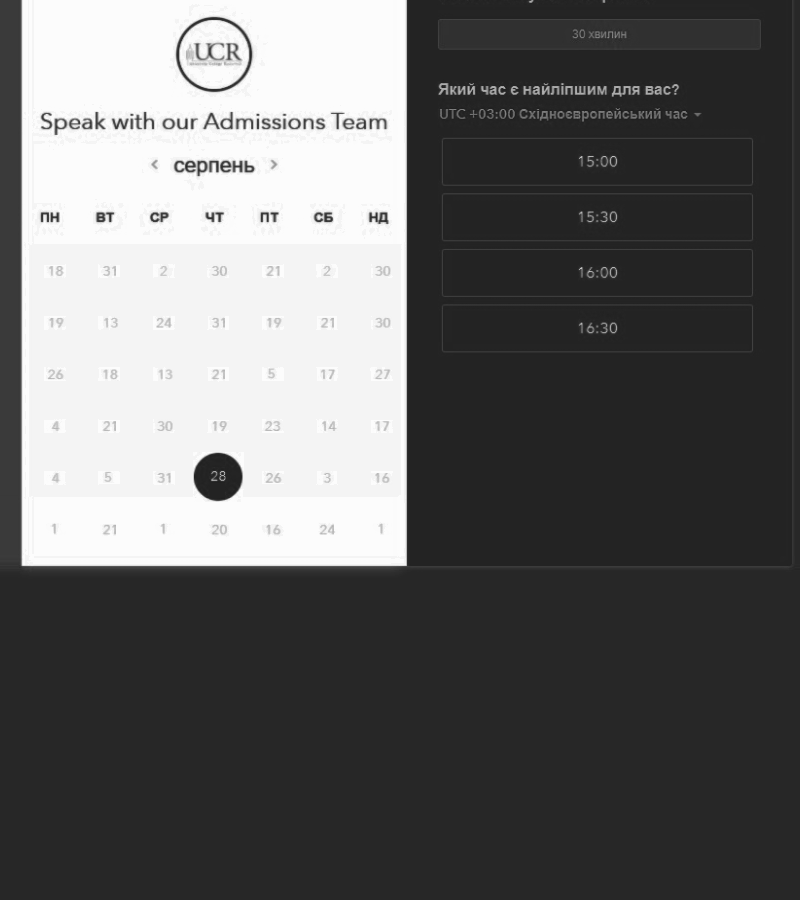 UCR
Speak with our Admissions Team
серпень
ПН ВТ СР ЧТ ПТ СБ НД
18 31 2 30 21 2 30
19 13 24 31 19 21 30
26 18 13 21 5 17 27
4 21 30 19 23 14 17
4 5 31 28 26 3 16
1 21 1 20 16 24 1
30 хвилин
Який час є найліпшим для вас?
UTC +03:00 Східноєвропейський час
15:00
15:30
16:00
16:30